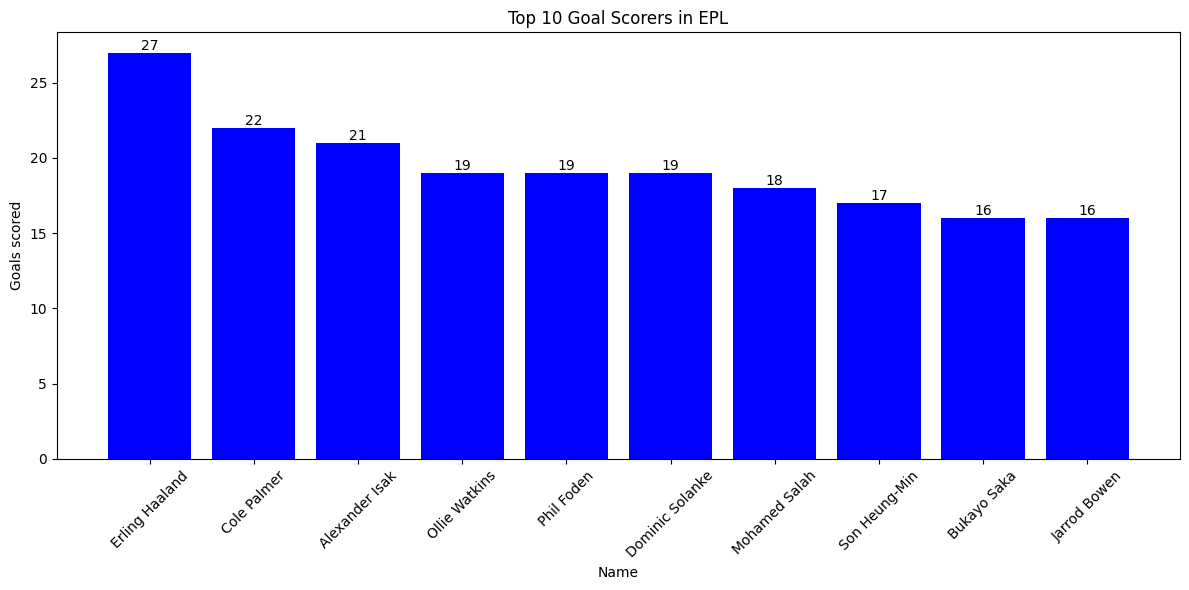 Top 10 Goal Scorers in EPL
Goals scored
25
20
15
10
5
0
27
22
21
19
19
19
18
17
16
16
Erling Haaland
Cole Palmer
Alexander Isak
Ollie Watkins
Phil Foden
Dominic Solanke
Mohamed Salah
Son Heung-Min
Bukayo Saka
Jarrod Bowen
Name